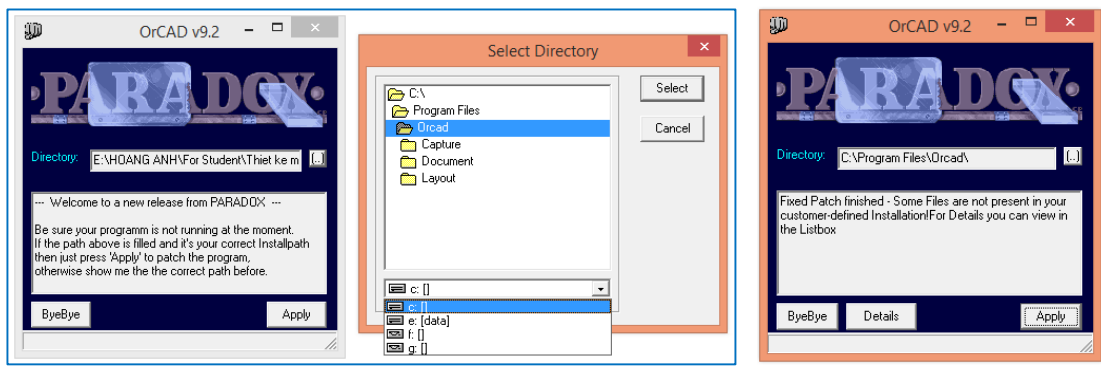 OrCAD v9.2
PARADOX
Directory:
E:\HOANG ANH\For Student\Thiet ke m
[..]
--- Welcome to a new release from PARADOX ---
Be sure your programm is not running at the moment.
If the path above is filled and it's your correct Installpath
then just press 'Apply' to patch the program,
otherwise show me the the correct path before.
ByeBye
Apply
Select Directory
C:\
Program Files
Orcad
Capture
Document
Layout
Select
Cancel
c: []
c: []
e: [data]
f: []
g: []
OrCAD v9.2
PARADOX
Directory:
C:\Program Files\Orcad\
[..]
Fixed Patch finished - Some Files are not present in your
customer-defined Installation!For Details you can view in
the Listbox
ByeBye
Details
Apply